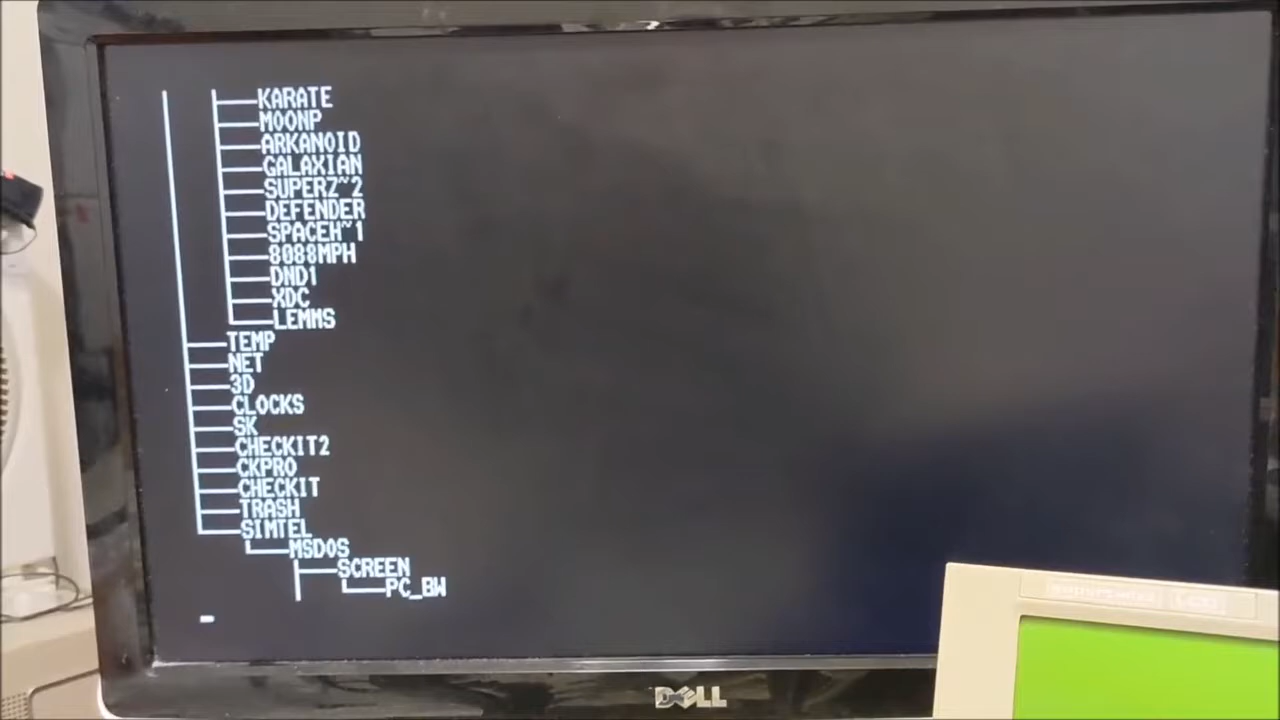 KARATE
MOONP
ARKANOID
GALAXIAN
SUPERZ~2
DEFENDER
SPACEH~1
8088MPH
DND1
XDC
LEMMS
TEMP
NET
3D
CLOCKS
SK
CHECKIT2
CKPRO
CHECKIT
TRASH
SIMTEL
MSDOS
SCREEN
PC_BW
DELL